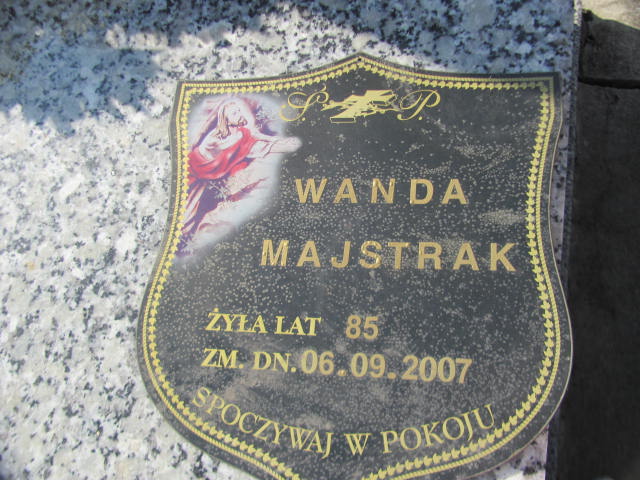 Ś P
WANDA
MAJSTRAK
ŻYŁA LAT 85
ZM. DN. 06.09.2007
SPOCZYWAJ W POKOJU